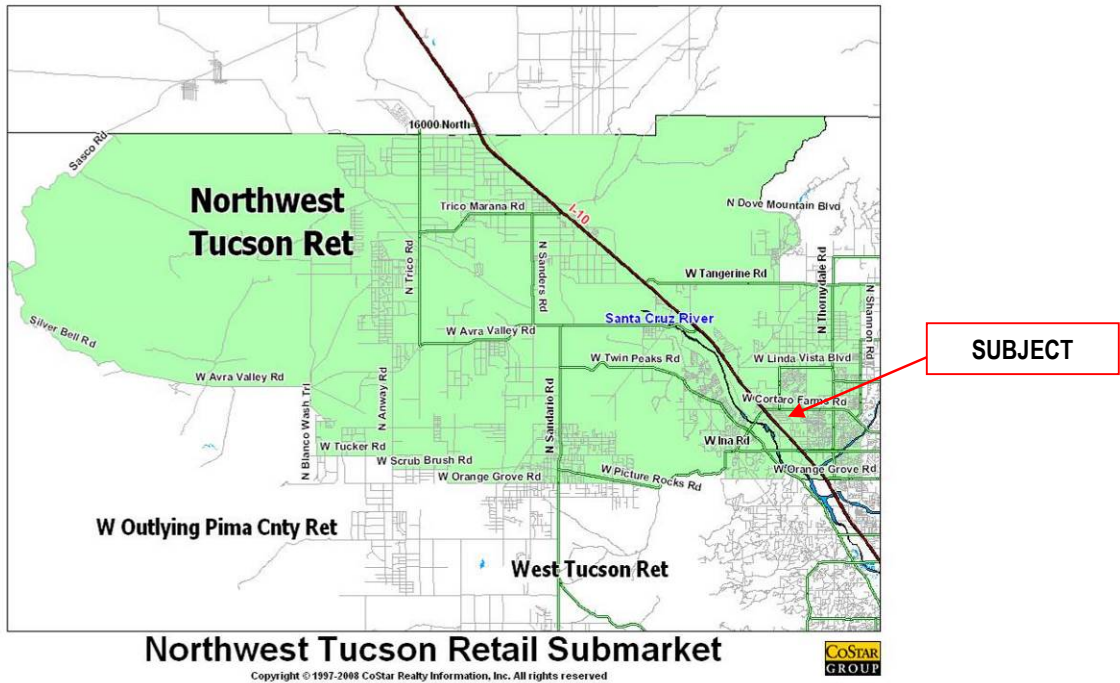 16000 North
Sasco Rd
Northwest
Tucson Ret
Trico Marana Rd
I-10
N Dove Mountain Blvd
N Trico Rd
N Sanders Rd
W Tangerine Rd
N Thornydale Rd
N Shannon Rd
Santa Cruz River
Silver Bell Rd
W Avra Valley Rd
W Twin Peaks Rd
W Linda Vista Blvd
SUBJECT
W Avra Valley Rd
N Blanco Wash Trl
N Anway Rd
N Sandario Rd
W Cortaro Farms Rd
W Tucker Rd
W Ina Rd
W Scrub Brush Rd
W Orange Grove Rd
W Picture Rocks Rd
W Orange Grove Rd
W Outlying Pima Cnty Ret
West Tucson Ret
Northwest Tucson Retail Submarket
Copyright © 1997-2008 CoStar Realty Information, Inc. All rights reserved
COSTAR
GROUP